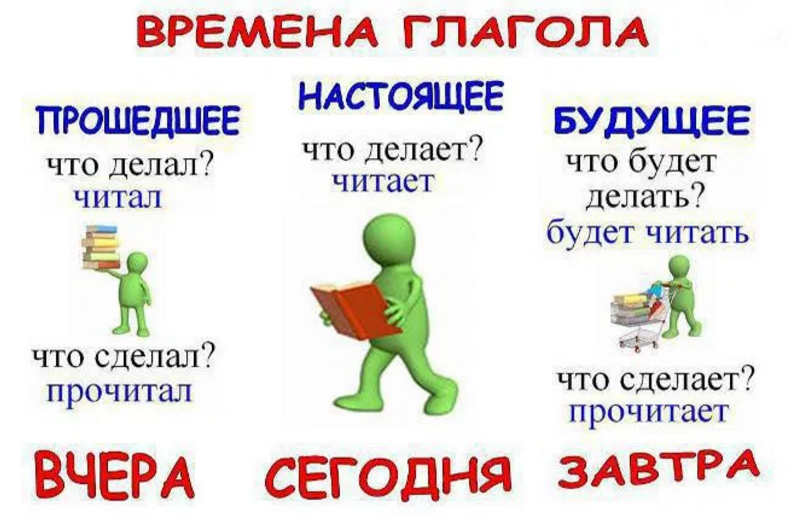 ВРЕМЕНА ГЛАГОЛА
ПРОШЕДШЕЕ
что делал?
читал
что сделал?
прочитал
ВЧЕРА
НАСТОЯЩЕЕ
что делает?
читает
СЕГОДНЯ
БУДУЩЕЕ
что будет
делать?
будет читать
что сделает?
прочитает
ЗАВТРА